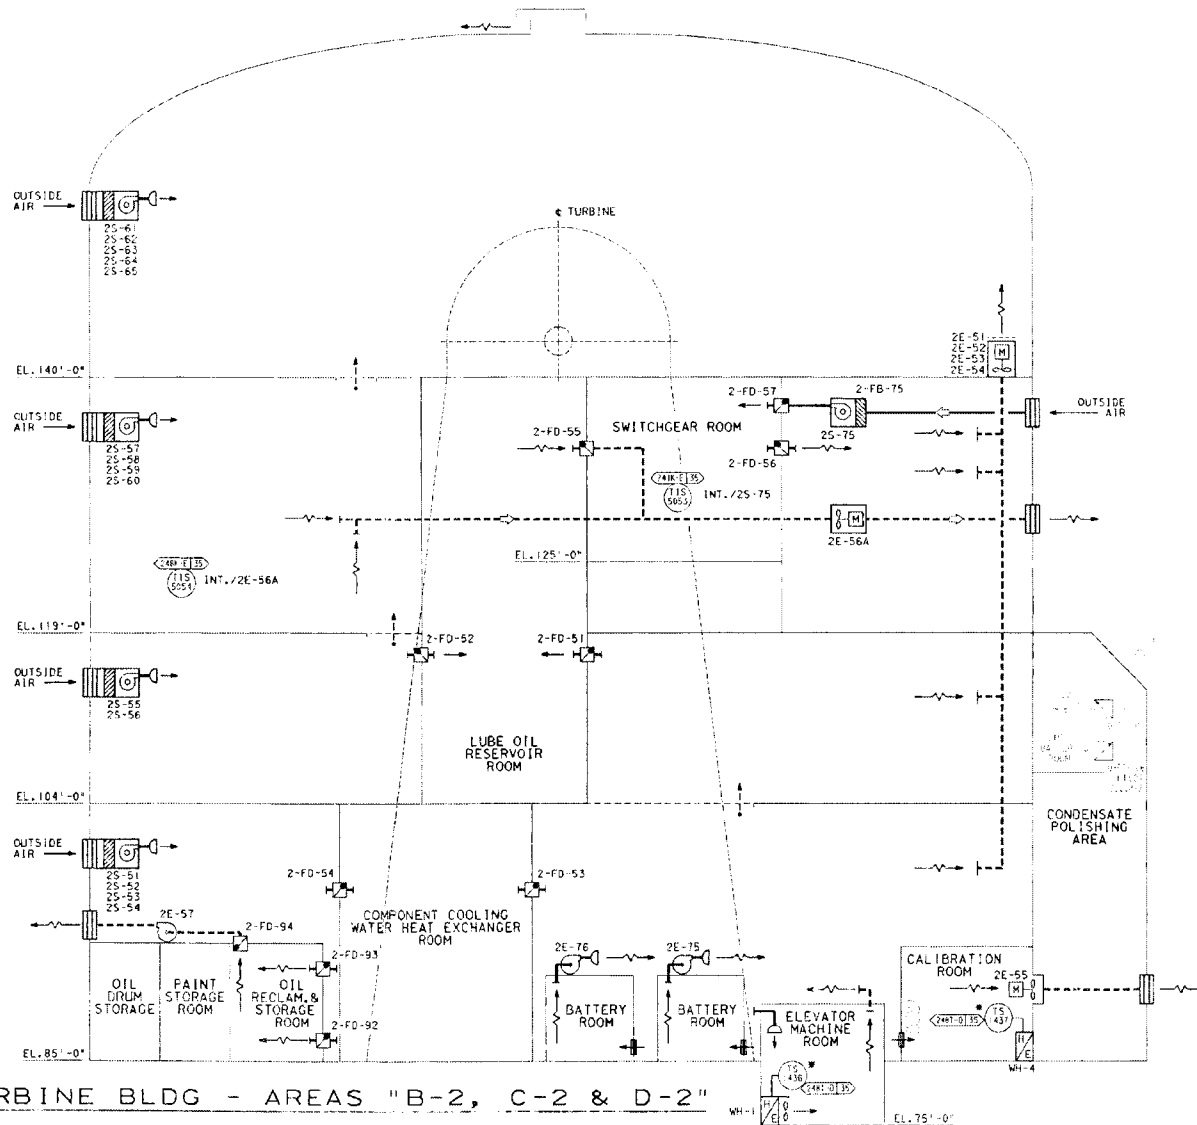 OUTSIDE
AIR
2S-61
2S-62
2S-63
2S-64
2S-65
TURBINE
2E-51
2E-52
2E-53
2E-54
M
EL.140'-0"
2-FD-57
2-FB-75
OUTSIDE
AIR
OUTSIDE
AIR
2S-57
2S-58
2S-59
2S-60
2-FD-55
SWITCHGEAR ROOM
2S-75
2-FD-56
TIS
5053
INT./2S-75
M
2E-56A
EL.125'-0"
TIS
5054
INT./2E-56A
EL.119'-0"
2-FD-52
2-FD-51
OUTSIDE
AIR
2S-55
2S-56
LUBE OIL
RESERVOIR
ROOM
EL.104'-0"
CONDENSATE
POLISHING
AREA
OUTSIDE
AIR
2S-51
2S-52
2S-53
2S-54
2-FD-54
2-FD-53
2E-57
2-FD-94
COMPONENT COOLING
WATER HEAT EXCHANGER
ROOM
2-FD-93
2E-76
2E-75
CALIBRATION
ROOM
2E-55
M
OIL
DRUM
STORAGE
PAINT
STORAGE
ROOM
OIL
RECLAM.&
STORAGE
ROOM
BATTERY
ROOM
BATTERY
ROOM
ELEVATOR
MACHINE
ROOM
TS
1437
2-FD-92
EL.85'-0"
H
E
WH-4
TS
1436
RBINE BLDG - AREAS "B-2, C-2 & D-2"
WH-1
H
E
EL.75'-0"